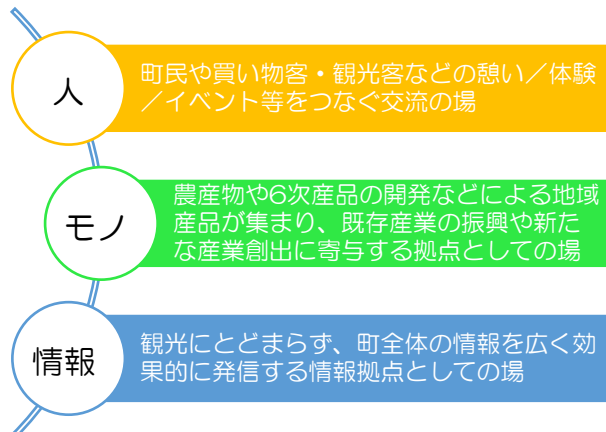 人
町民や買い物客・観光客などの憩い／体験
／イベント等をつなぐ交流の場
モノ
農産物や6次産品の開発などによる地域
産品が集まり、既存産業の振興や新た
な産業創出に寄与する拠点としての場
情報
観光にとどまらず、町全体の情報を広く効
果的に発信する情報拠点としての場